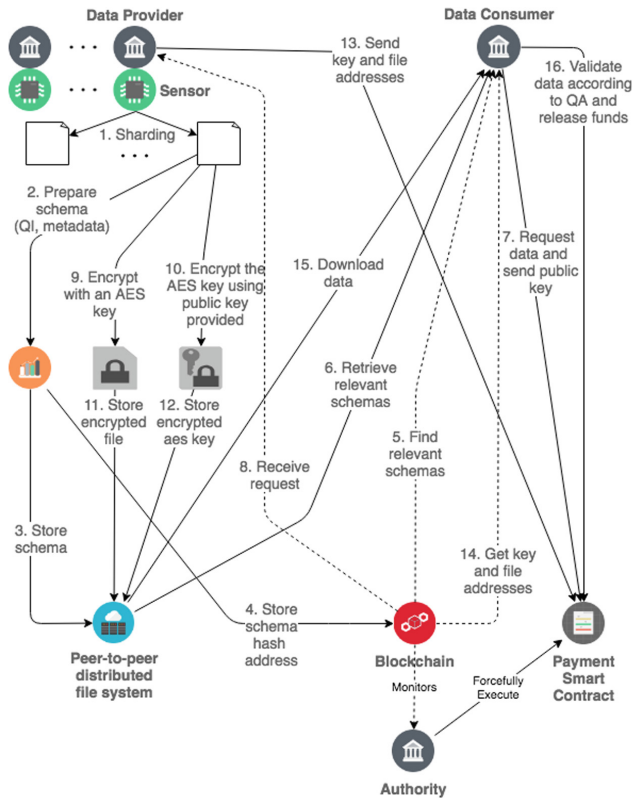 Data Provider
Data Consumer
13. Send
key and file
addresses
16. Validate
data according
to QA and
release funds
Sensor
1. Sharding
2. Prepare
schema
(QI, metadata)
9. Encrypt
with an AES
key
10. Encrypt the
AES key using
public key
provided
15. Download
data
7. Request
data and
send public
key
6. Retrieve
relevant
schemas
11. Store
encrypted
file
12. Store
encrypted
aes key
5. Find
relevant
schemas
8. Receive
request
3. Store
schema
14. Get key
and file
addresses
4. Store
schema
hash
address
Peer-to-peer
distributed
file system
Blockchain
Payment
Smart
Contract
Monitors
Forcefully
Execute
Authority